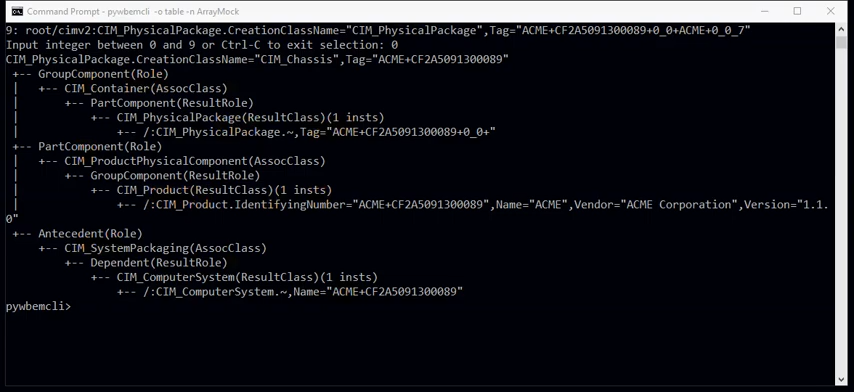 Command Prompt - pywbemcli -o table -n ArrayMock
9: root/cimv2:CIM_PhysicalPackage.CreationClassName="CIM_PhysicalPackage",Tag="ACME+CF2A5091300089+0_0+ACME+0_0_7"
Input integer between 0 and 9 or Ctrl-C to exit selection: 0
CIM_PhysicalPackage.CreationClassName="CIM_Chassis",Tag="ACME+CF2A5091300089"
 +-- GroupComponent(Role)
 |   +-- CIM_Container(AssocClass)
 |       +-- PartComponent(ResultRole)
 |           +-- CIM_PhysicalPackage(ResultClass)(1 insts)
 |               +-- /:CIM_PhysicalPackage.~,Tag="ACME+CF2A5091300089+0_0+"
 +-- PartComponent(Role)
 |   +-- CIM_ProductPhysicalComponent(AssocClass)
 |       +-- GroupComponent(ResultRole)
 |           +-- CIM_Product(ResultClass)(1 insts)
 |               +-- /:CIM_Product.IdentifyingNumber="ACME+CF2A5091300089",Name="ACME",Vendor="ACME Corporation",Version="1.1.
0"
 +-- Antecedent(Role)
     +-- CIM_SystemPackaging(AssocClass)
         +-- Dependent(ResultRole)
             +-- CIM_ComputerSystem(ResultClass)(1 insts)
                 +-- /:CIM_ComputerSystem.~,Name="ACME+CF2A5091300089"
pywbemcli>